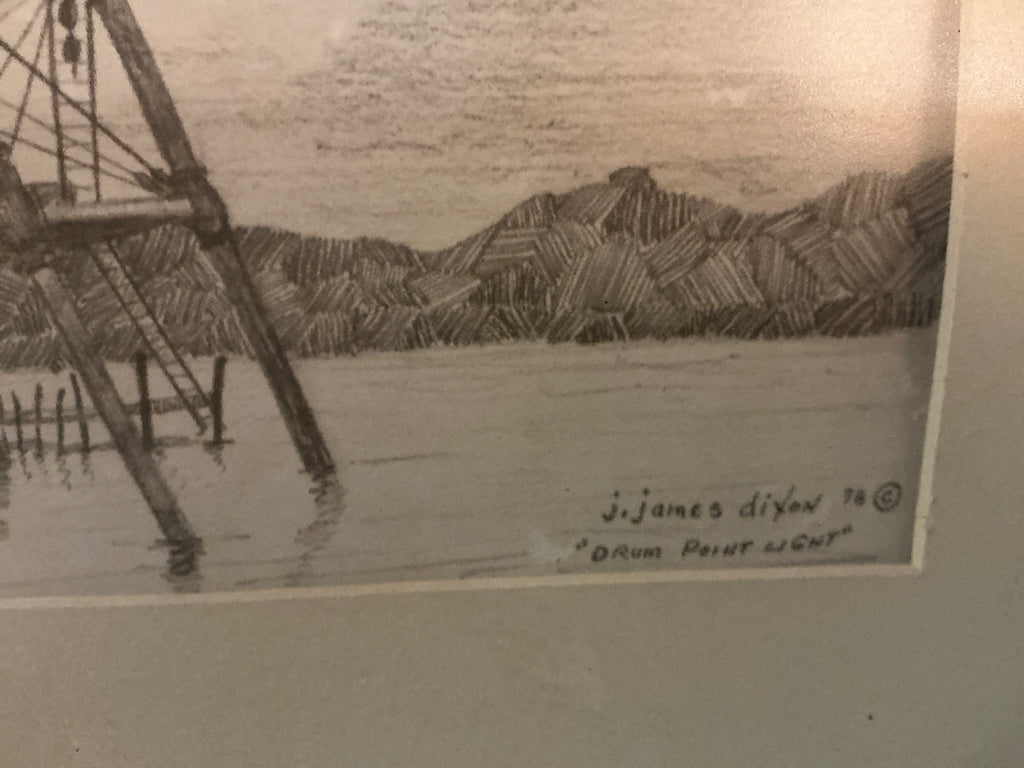 j. james dixon 78 ©
"DRUM POINT LIGHT"